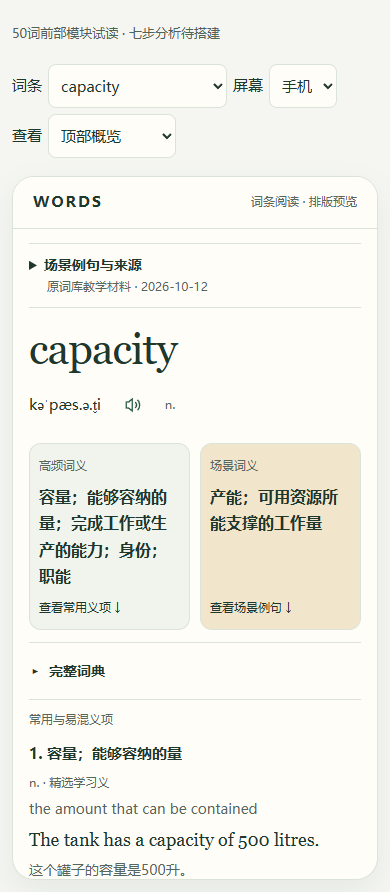 50词前部模块试读 · 七步分析待搭建
词条 capacity 屏幕 手机
查看 顶部概览
WORDS 词条阅读 · 排版预览
▶ 场景例句与来源
原词库教学材料 · 2026-10-12
capacity
kəˈpæs.ə.t̬i n.
高频词义
容量；能够容纳的
量；完成工作或生
产的能力；身份；
职能
查看常用义项 ↓
场景词义
产能；可用资源所
能支撑的工作量
查看场景例句 ↓
▸ 完整词典
常用与易混义项
1. 容量；能够容纳的量
n. · 精选学习义
the amount that can be contained
The tank has a capacity of 500 litres.
这个罐子的容量是500升。